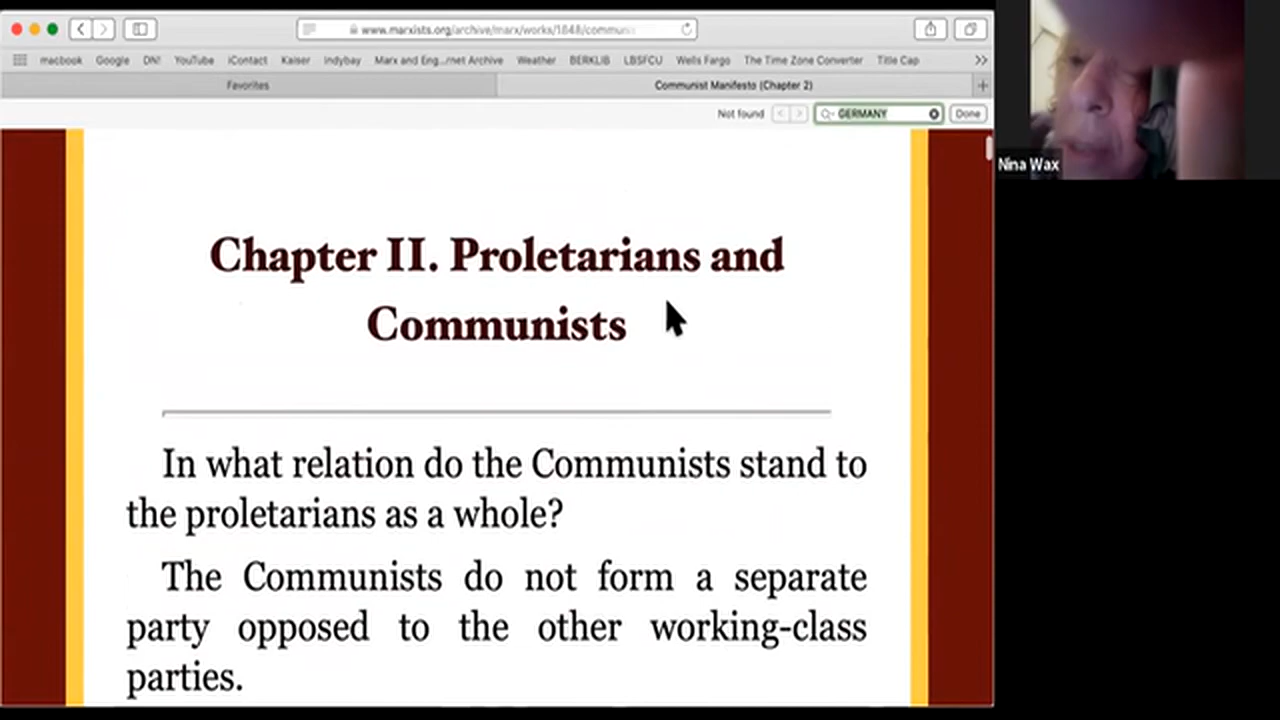 www.marxists.org/archive/marx/works/1848/communis
macbook Google DN! YouTube iContact Kaiser Indybay Marx and Eng...rnet Archive Weather BERKLIB LBSFCU Wells Fargo The Time Zone Converter Title Cap
Favorites Communist Manifesto (Chapter 2)
Not found GERMANY Done
Nina Wax
Chapter II. Proletarians and
Communists
In what relation do the Communists stand to
the proletarians as a whole?
The Communists do not form a separate
party opposed to the other working-class
parties.